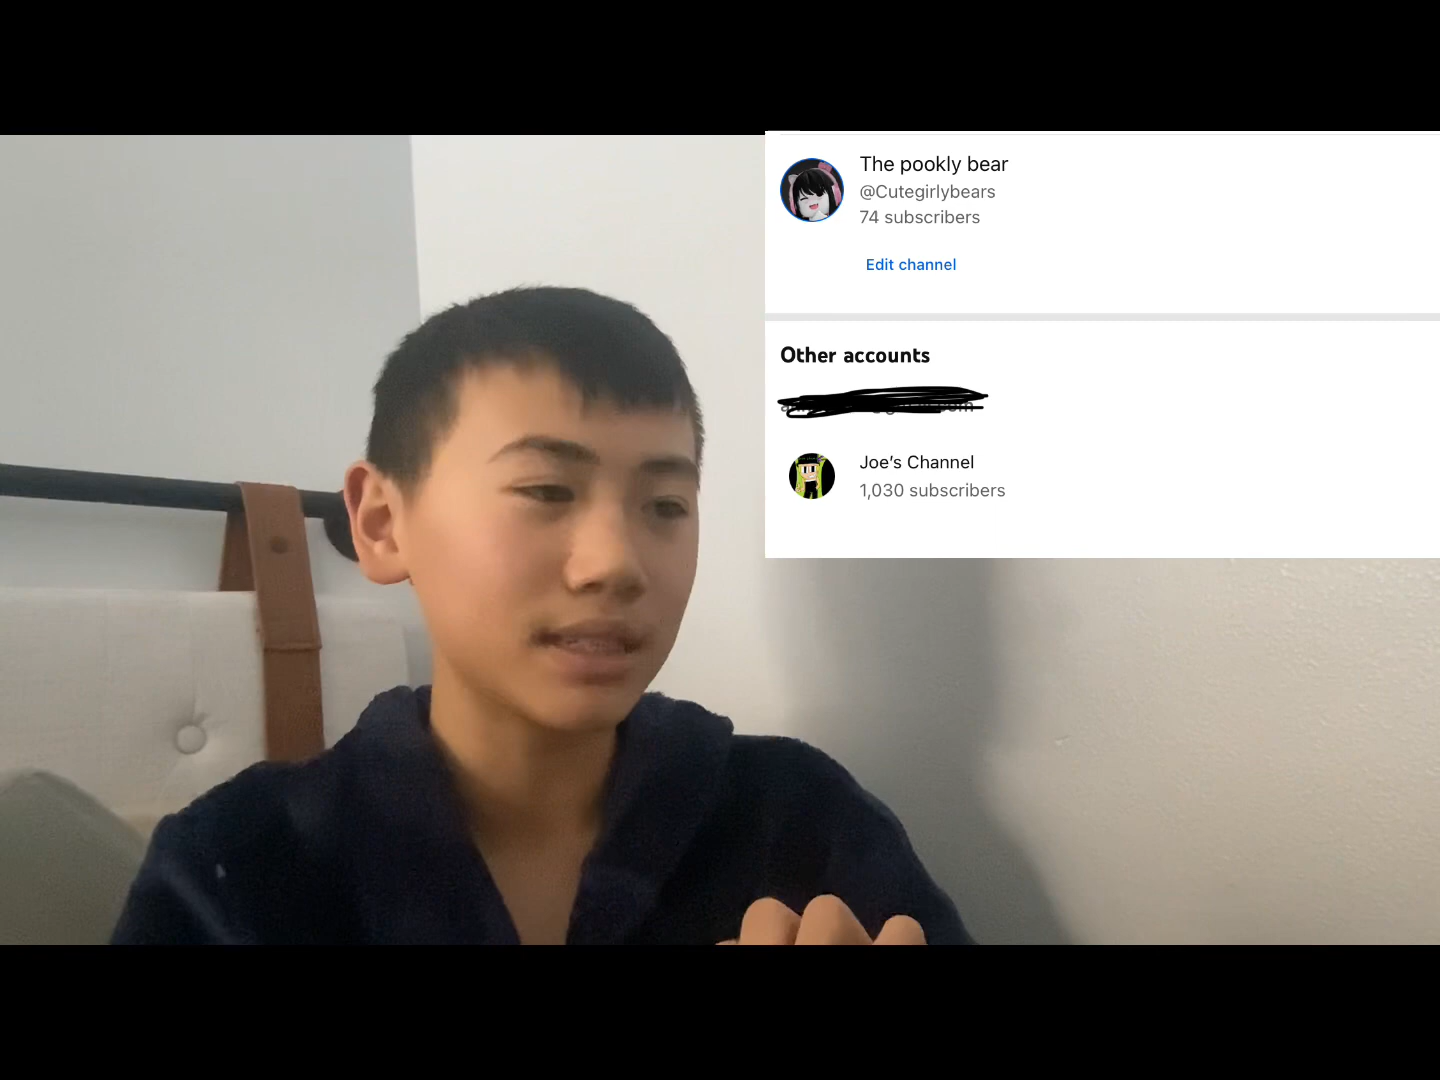 The pookly bear
@Cutegirlybears
74 subscribers
Edit channel
Other accounts
Joe's Channel
1,030 subscribers